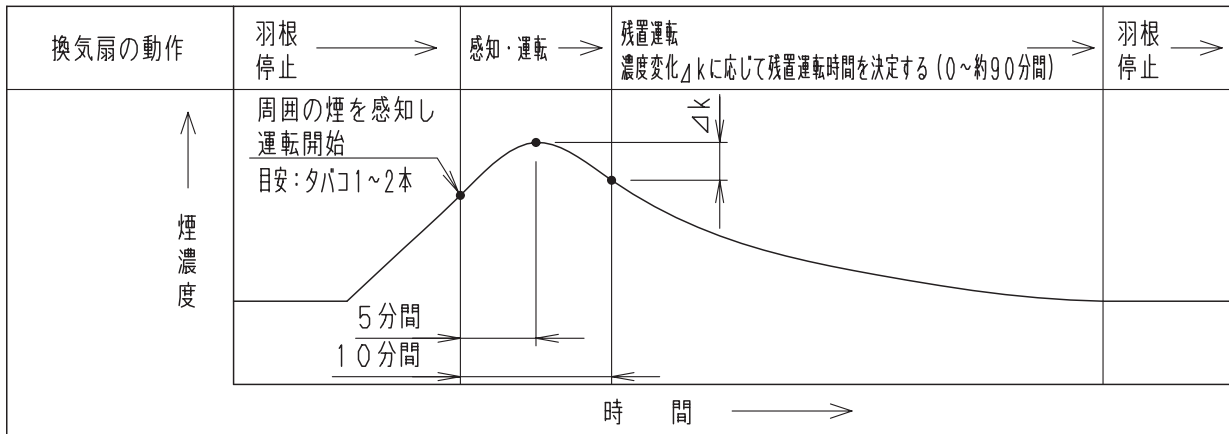 換気扇の動作
羽根
停止
感知・運転
残置運転
濃度変化⊿kに応じて残置運転時間を決定する(0~約90分間)
羽根
停止
周囲の煙を感知し
運転開始
目安:タバコ1~2本
⊿k
煙濃度
5分間
10分間
時間